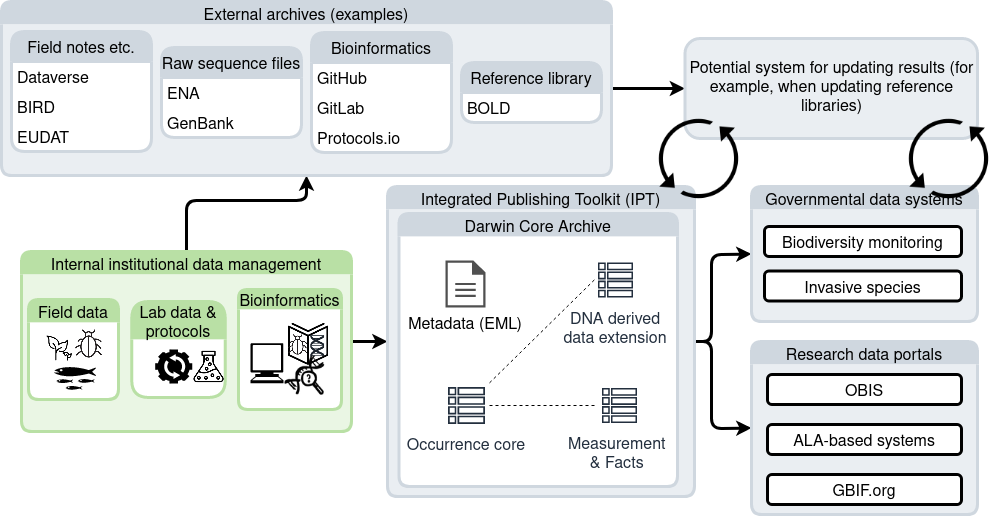 External archives (examples)
Field notes etc.
Dataverse
BIRD
EUDAT
Raw sequence files
ENA
GenBank
Bioinformatics
GitHub
GitLab
Protocols.io
Reference library
BOLD
Potential system for updating results (for
example, when updating reference
libraries)
Internal institutional data management
Field data
Lab data &
protocols
Bioinformatics
Integrated Publishing Toolkit (IPT)
Darwin Core Archive
Metadata (EML)
DNA derived
data extension
Occurrence core
Measurement
& Facts
Governmental data systems
Biodiversity monitoring
Invasive species
Research data portals
OBIS
ALA-based systems
GBIF.org